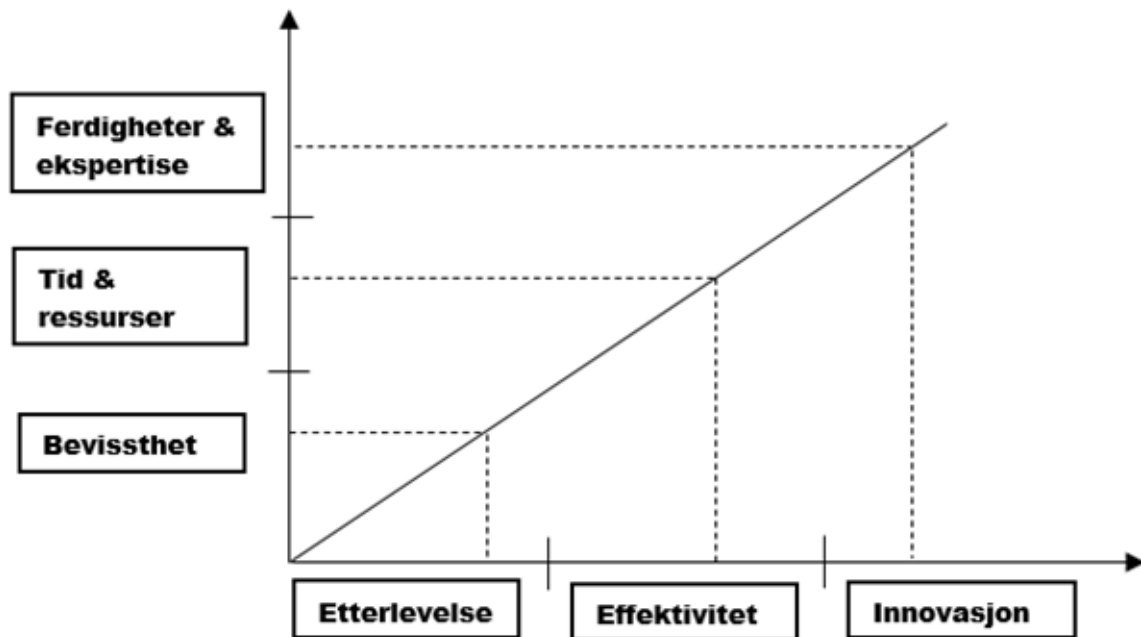 Ferdigheter &
ekspertise
Tid &
ressurser
Bevissthet
Etterlevelse
Effektivitet
Innovasjon